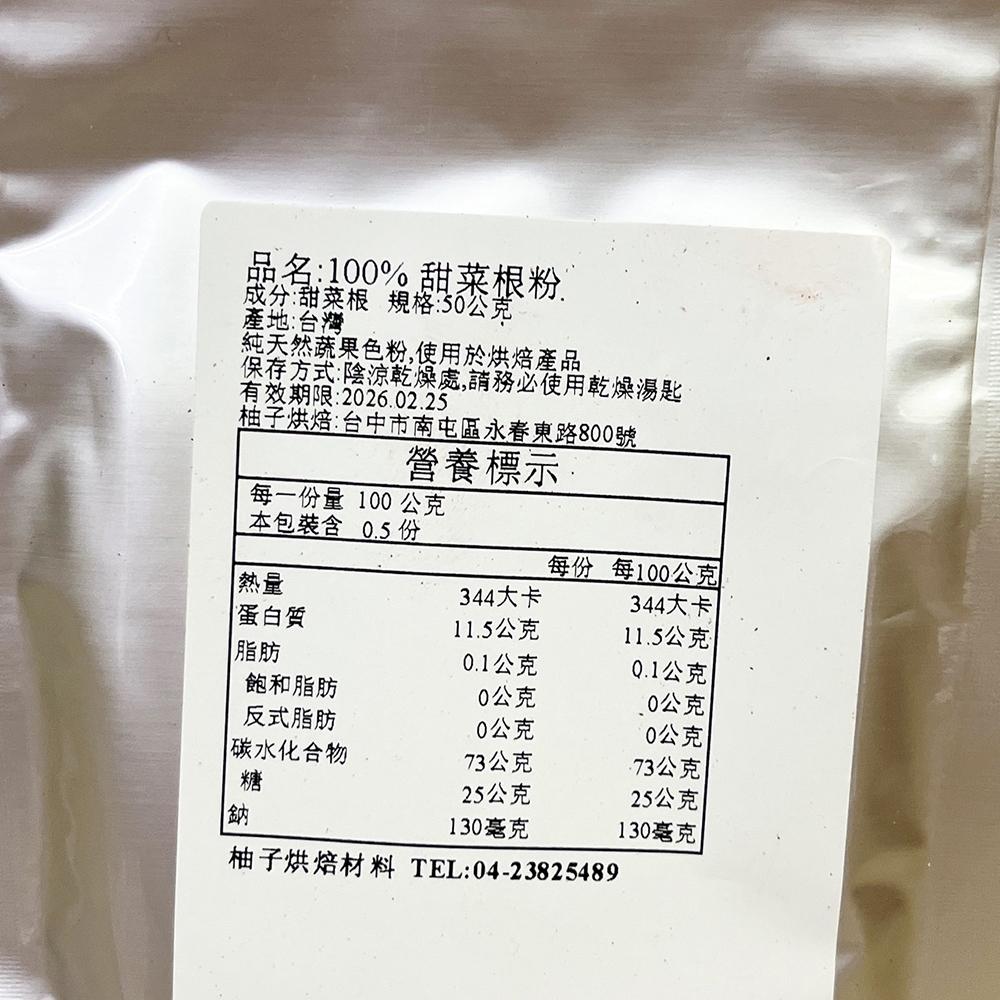 品名:100% 甜菜根粉.
成分:甜菜根 規格:50公克
產地:台灣
純天然蔬果色粉,使用於烘焙產品
保存方式:陰涼乾燥處,請務必使用乾燥湯匙
有效期限:2026.02.25
柚子烘焙:台中市南屯區永春東路800號
營養標示
每一份量 100 公克
本包裝含 0.5 份
每份 每100公克
熱量 344大卡 344大卡
蛋白質 11.5公克 11.5公克
脂肪 0.1公克 0.1公克
飽和脂肪 0公克 0公克
反式脂肪 0公克 0公克
碳水化合物 73公克 73公克
糖 25公克 25公克
鈉 130毫克 130毫克
柚子烘焙材料 TEL:04-23825489